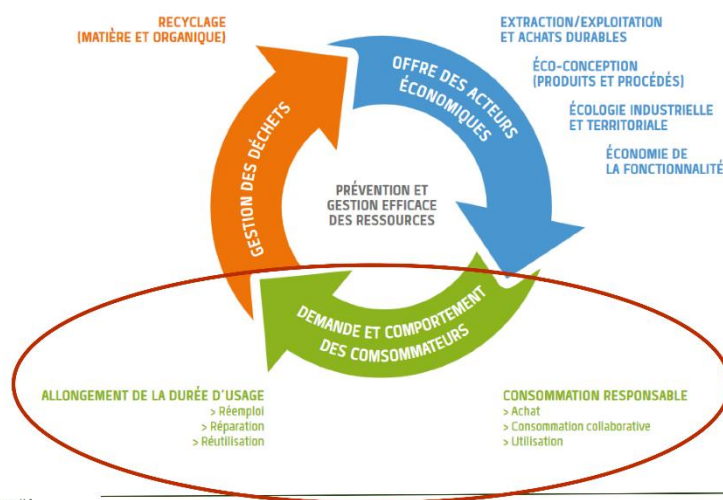 RECYCLAGE
(MATIÈRE ET ORGANIQUE)
EXTRACTION/EXPLOITATION
ET ACHATS DURABLES
ÉCO-CONCEPTION
(PRODUITS ET PROCÉDÉS)
ÉCOLOGIE INDUSTRIELLE
ET TERRITORIALE
ÉCONOMIE DE
LA FONCTIONNALITÉ
OFFRE DES ACTEURS
ÉCONOMIQUES
GESTION DES DÉCHETS
PRÉVENTION ET
GESTION EFFICACE
DES RESSOURCES
DEMANDE ET COMPORTEMENT
DES COMSOMMATEURS
ALLONGEMENT DE LA DURÉE D'USAGE
> Réemploi
> Réparation
> Réutilisation
CONSOMMATION RESPONSABLE
> Achat
> Consommation collaborative
> Utilisation